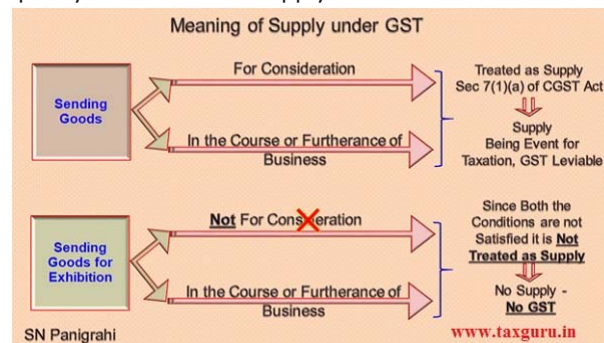 Meaning of Supply under GST
Sending
Goods
For Consideration
In the Course or Furtherance of
Business
Treated as Supply
Sec 7(1)(a) of CGST Act
Supply
Being Event for
Taxation, GST Leviable
Sending
Goods for
Exhibition
Not For Consideration
In the Course or Furtherance of
Business
Since Both the
Conditions are not
Satisfied it is Not
Treated as Supply
No Supply -
No GST
SN Panigrahi
www.taxguru.in